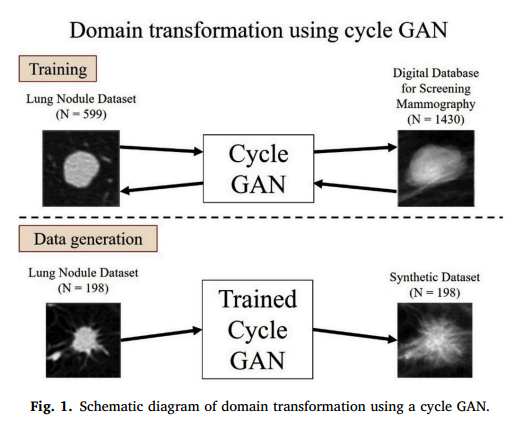 Domain transformation using cycle GAN
Training
Lung Nodule Dataset
(N = 599)
Cycle
GAN
Digital Database
for Screening
Mammography
(N = 1430)
Data generation
Lung Nodule Dataset
(N = 198)
Trained
Cycle
GAN
Synthetic Dataset
(N = 198)
Fig. 1. Schematic diagram of domain transformation using a cycle GAN.